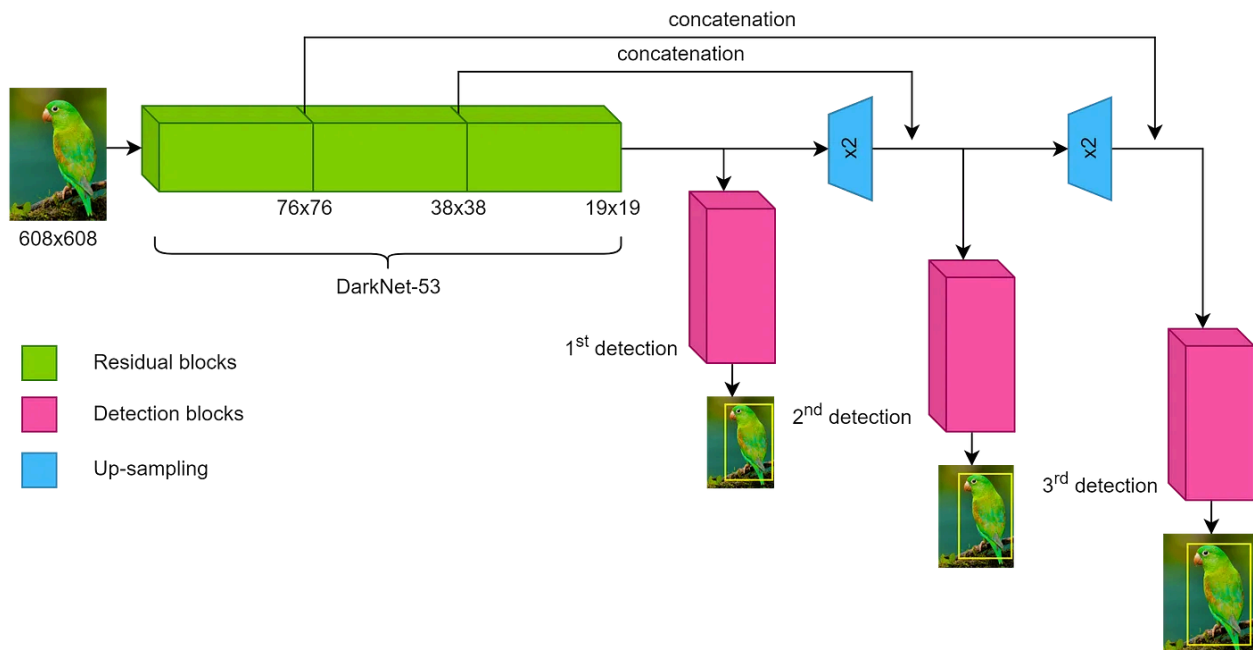 concatenation
concatenation
x2
x2
608x608
76x76
38x38
19x19
DarkNet-53
1st detection
Residual blocks
Detection blocks
2nd detection
Up-sampling
3rd detection